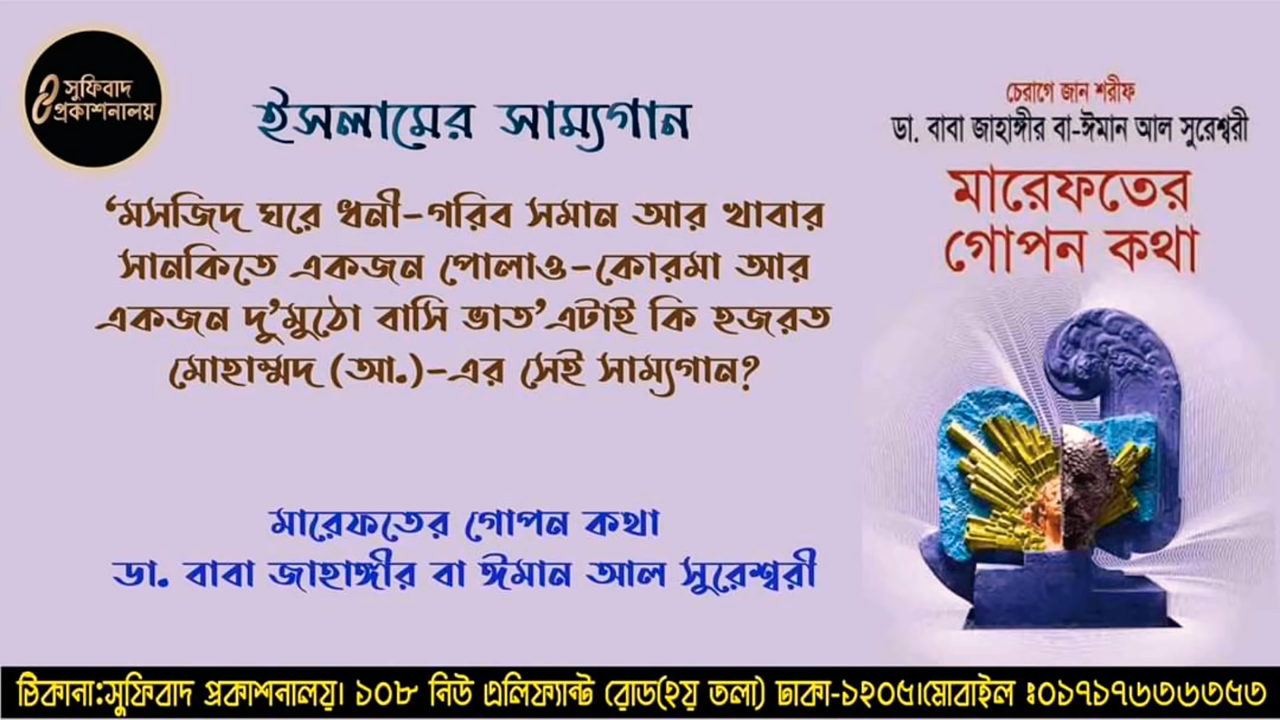 সুফিবাদ
প্রকাশনালয়
ইসলামের সাম্যগান
‘মসজিদ ঘরে ধনী-গরিব সমান আর খাবার
সানকিতে একজন পোলাও-কোরমা আর
একজন দু’মুঠো বাসি ভাত’এটাই কি হজরত
মোহাম্মদ (আ.)-এর সেই সাম্যগান?
মারেফতের গোপন কথা
ডা. বাবা জাহাঙ্গীর বা ঈমান আল সুরেশ্বরী
চেরাগে জান শরীফ
ডা. বাবা জাহাঙ্গীর বা-ঈমান আল সুরেশ্বরী
মারেফতের
গোপন কথা
ঠিকানা:সুফিবাদ প্রকাশনালয়। ১০৮ নিউ এলিফ্যান্ট রোড(২য় তলা) ঢাকা-১২০৫।মোবাইল ঃ০১৭১৭৬৩৬৩৫৩